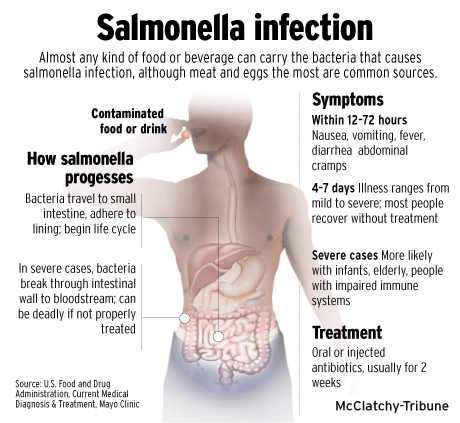 Salmonella infection
Almost any kind of food or beverage can carry the bacteria that causes
salmonella infection, although meat and eggs the most are common sources.
Contaminated
food or drink
How salmonella
progesses
Bacteria travel to small
intestine, adhere to
lining; begin life cycle
In severe cases, bacteria
break through intestinal
wall to bloodstream; can
be deadly if not properly
treated
Source: U.S. Food and Drug
Administration, Current Medical
Diagnosis & Treatment, Mayo Clinic
Symptoms
Within 12-72 hours
Nausea, vomiting, fever,
diarrhea abdominal
cramps
4-7 days Illness ranges from
mild to severe; most people
recover without treatment
Severe cases More likely
with infants, elderly, people
with impaired immune
systems
Treatment
Oral or injected
antibiotics, usually for 2
weeks
McClatchy-Tribune